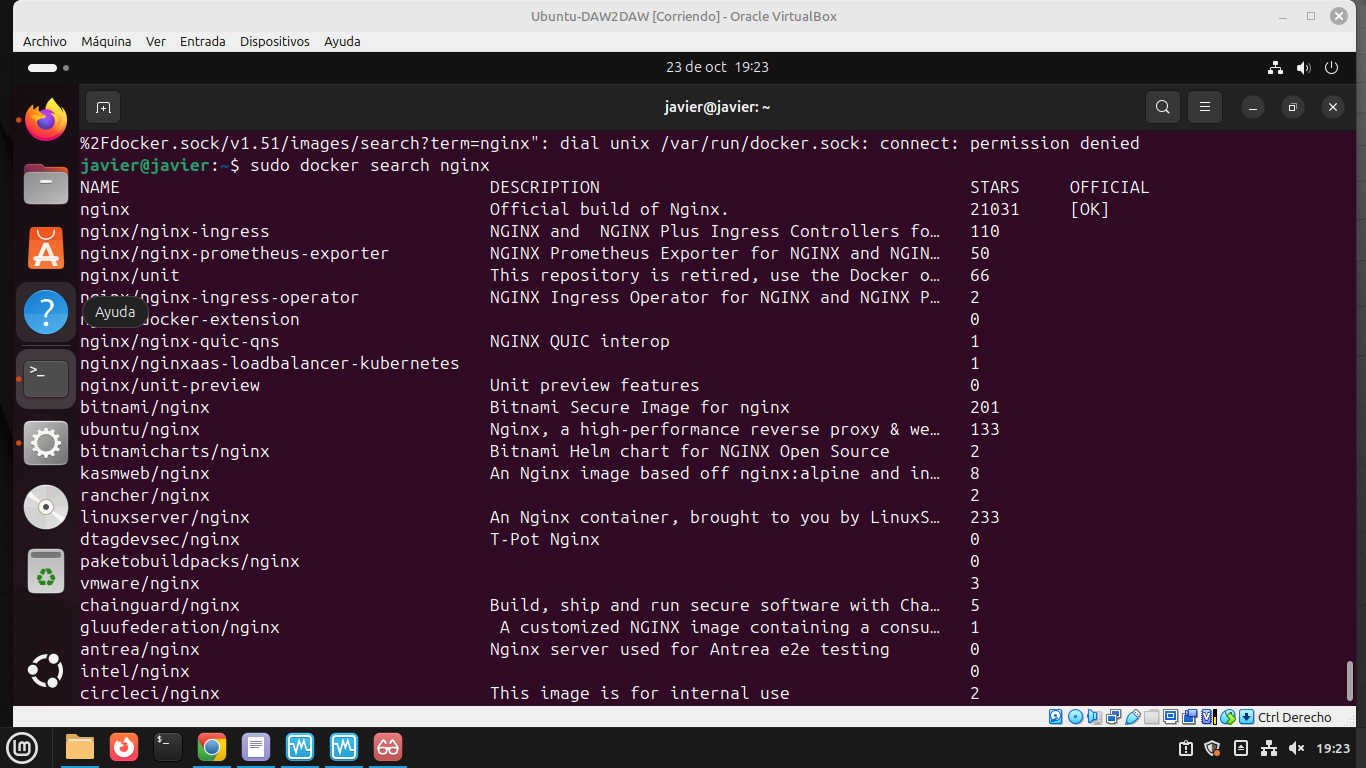 Ubuntu-DAW2DAW [Corriendo] - Oracle VirtualBox
Archivo Máquina Ver Entrada Dispositivos Ayuda
23 de oct 19:23
javier@javier: ~
%2Fdocker.sock/v1.51/images/search?term=nginx": dial unix /var/run/docker.sock: connect: permission denied
javier@javier:~$ sudo docker search nginx
NAME DESCRIPTION STARS OFFICIAL
nginx Official build of Nginx. 21031 [OK]
nginx/nginx-ingress NGINX and  NGINX Plus Ingress Controllers fo… 110
nginx/nginx-prometheus-exporter NGINX Prometheus Exporter for NGINX and NGIN… 50
nginx/unit This repository is retired, use the Docker o… 66
nginx/nginx-ingress-operator NGINX Ingress Operator for NGINX and NGINX P… 2
Ayuda
docker-extension 0
nginx/nginx-quic-qns NGINX QUIC interop 1
nginx/nginxaas-loadbalancer-kubernetes 1
nginx/unit-preview Unit preview features 0
bitnami/nginx Bitnami Secure Image for nginx 201
ubuntu/nginx Nginx, a high-performance reverse proxy & we… 133
bitnamicharts/nginx Bitnami Helm chart for NGINX Open Source 2
kasmweb/nginx An Nginx image based off nginx:alpine and in… 8
rancher/nginx 2
linuxserver/nginx An Nginx container, brought to you by LinuxS… 233
dtagdevsec/nginx T-Pot Nginx 0
paketobuildpacks/nginx 0
vmware/nginx 3
chainguard/nginx Build, ship and run secure software with Cha… 5
gluufederation/nginx A customized NGINX image containing a consu… 1
antrea/nginx Nginx server used for Antrea e2e testing 0
intel/nginx 0
circleci/nginx This image is for internal use 2
Ctrl Derecho
19:23